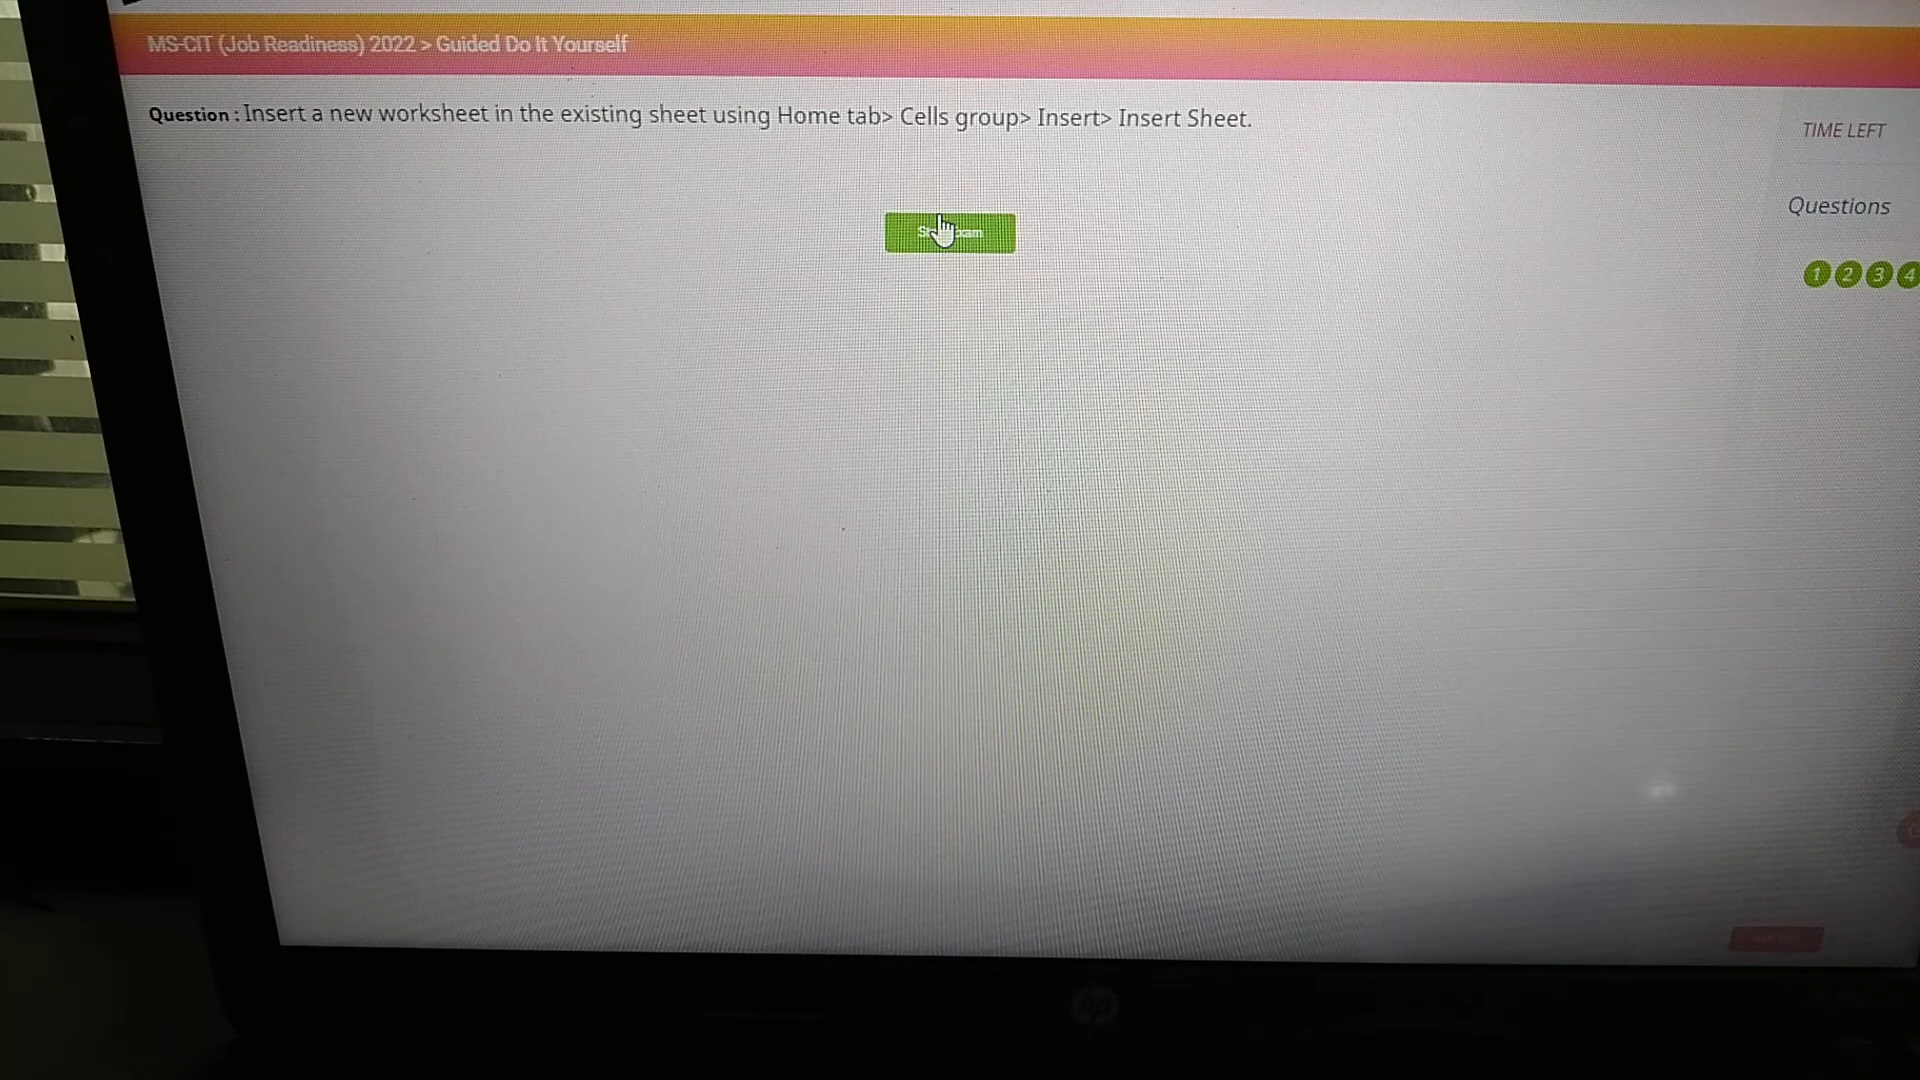 MS-CIT (Job Readiness) 2022 > Guided Do It Yourself
Question : Insert a new worksheet in the existing sheet using Home tab> Cells group> Insert> Insert Sheet.
TIME LEFT
Questions
1 2 3 4
hp